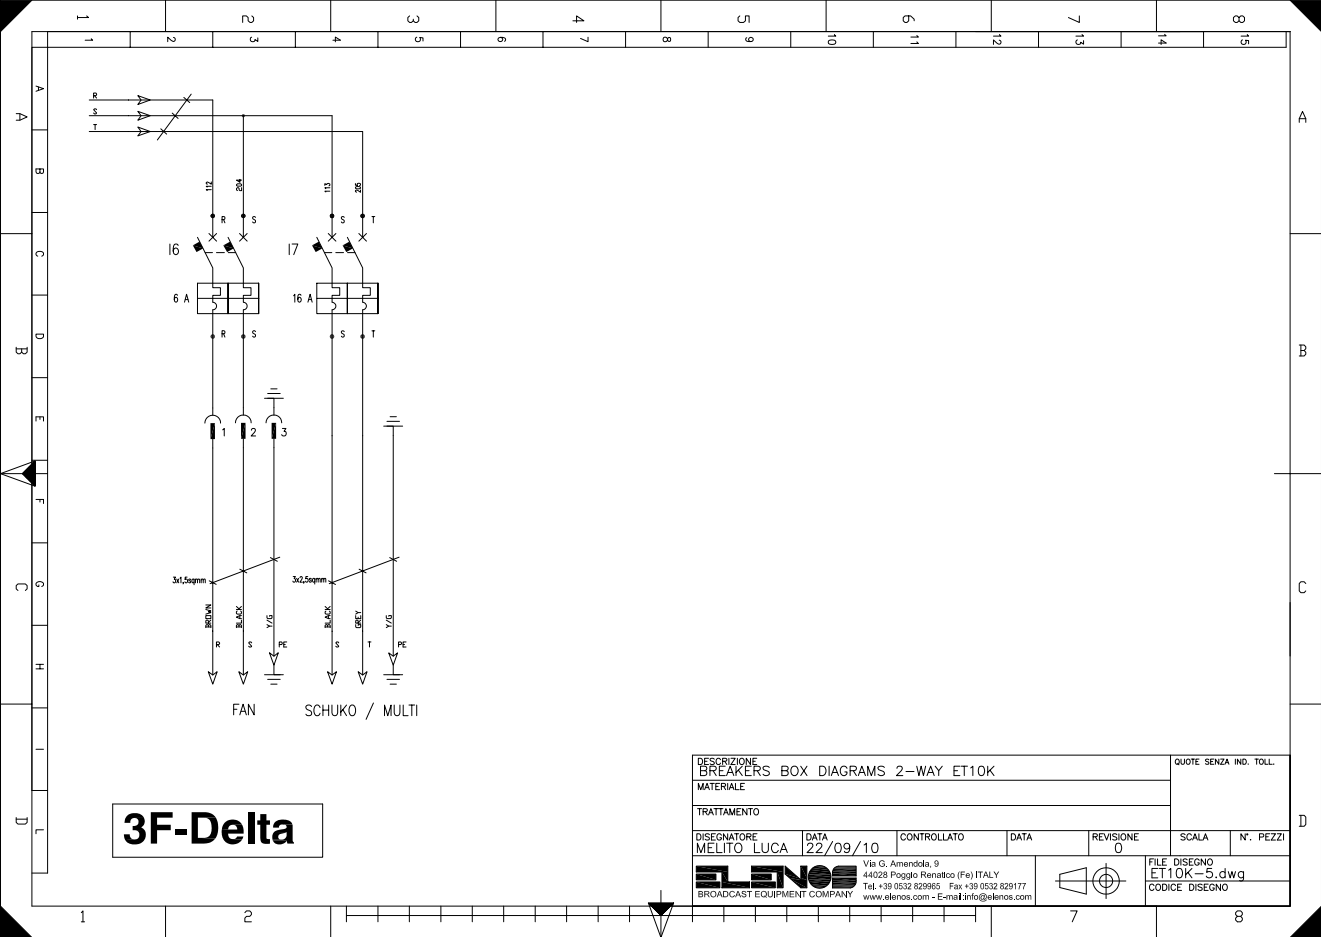 1 2 3 4 5 6 7 8
1 2 3 4 5 6 7 8 9 10 11 12 13 14 15
A B C D
A B C D E F G H I L
A B C D
R
S
T
112 204 113 205
R S S T
I6 I7
6 A 16 A
R S S T
1 2 3
3x1,5sqmm 3x2,5sqmm
BROWN BLACK Y/G BLACK GREY Y/G
R S PE S T PE
FAN SCHUKO / MULTI
3F-Delta
DESCRIZIONE
BREAKERS BOX DIAGRAMS 2-WAY ET10K
QUOTE SENZA IND. TOLL.
MATERIALE
TRATTAMENTO
DISEGNATORE DATA CONTROLLATO DATA REVISIONE SCALA N°. PEZZI
MELITO LUCA 22/09/10 0
ELENOS
BROADCAST EQUIPMENT COMPANY
Via G. Amendola, 9
44028 Poggio Renatico (Fe) ITALY
Tel. +39 0532 829965 Fax +39 0532 829177
www.elenos.com - E-mail:info@elenos.com
FILE DISEGNO
ET10K-5.dwg
CODICE DISEGNO
1 2 7 8